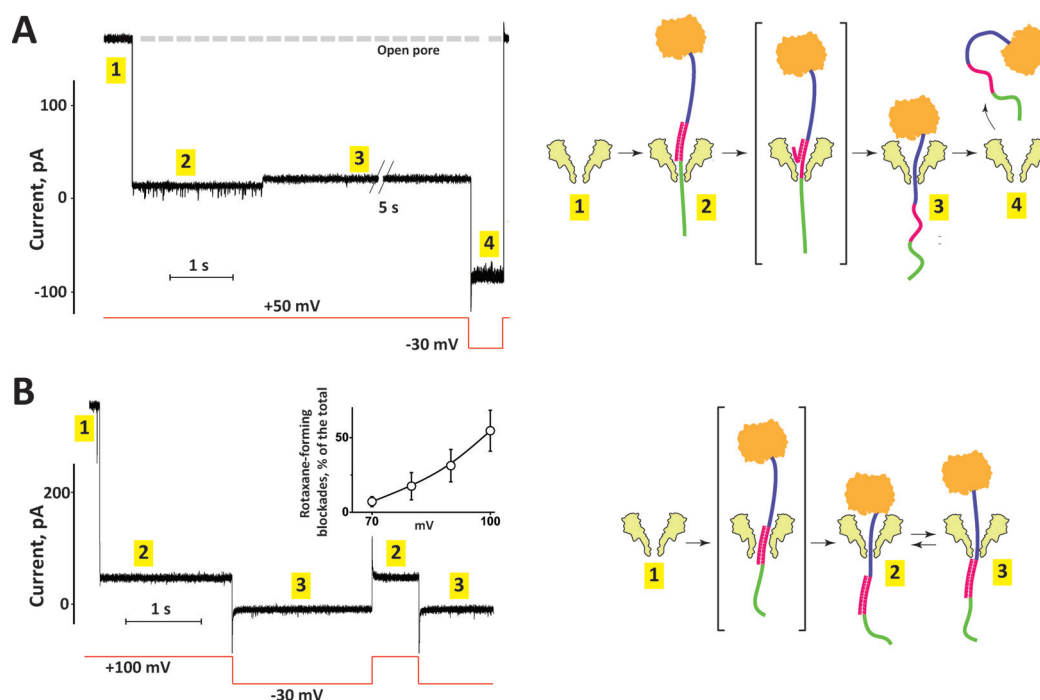 A
1
Open pore
Current, pA
100
0
-100
2
3
5 s
4
1 s
+50 mV
-30 mV
1
2
3
4
B
1
Current, pA
200
0
2
3
2
3
1 s
+100 mV
-30 mV
Rotaxane-forming
blockades, % of the total
50
0
70
mV
100
1
2
3